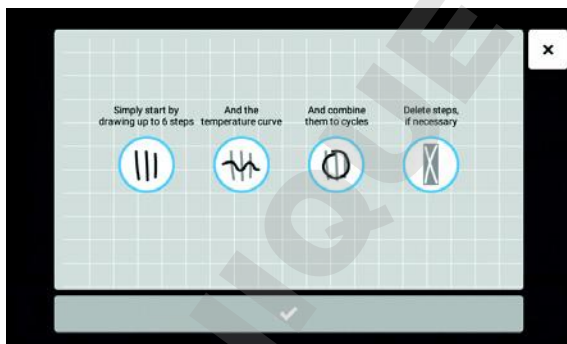 Simply start by
drawing up to 6 steps
And the
temperature curve
And combine
them to cycles
Delete steps,
if necessary